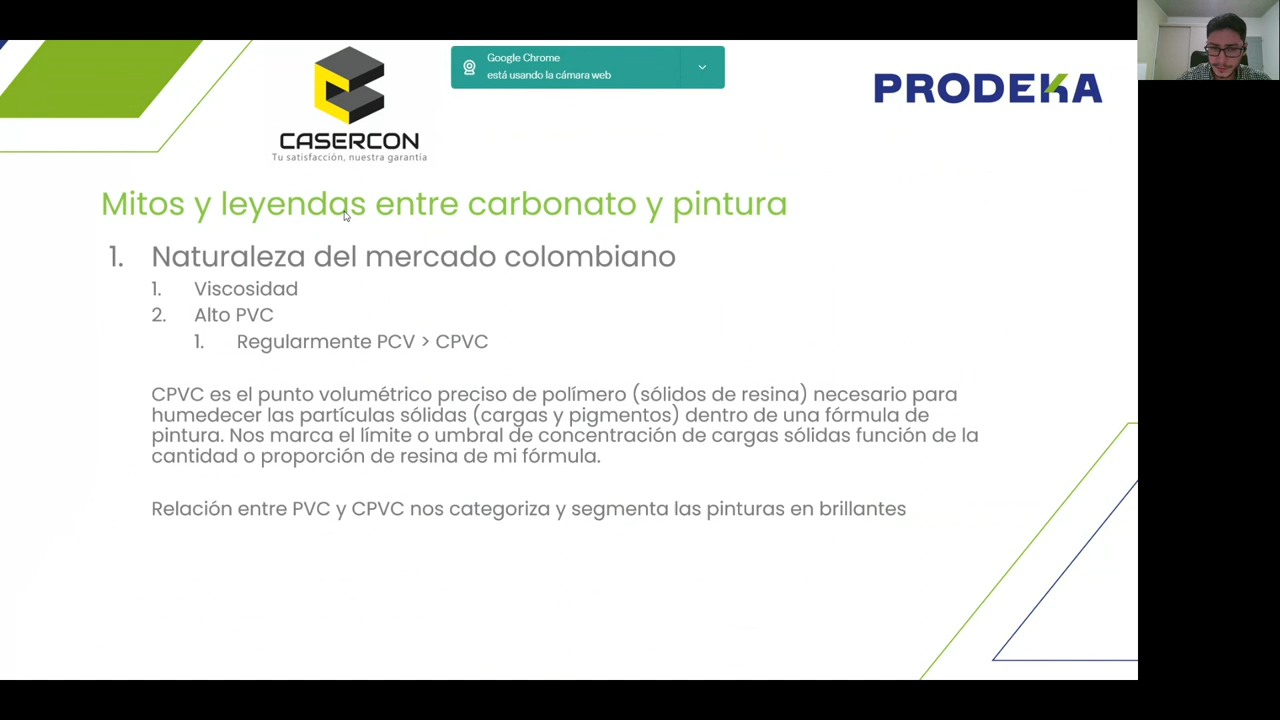 Google Chrome
está usando la cámara web
PRODEKA
CASERCON
Tu satisfacción, nuestra garantía
Mitos y leyendas entre carbonato y pintura
1. Naturaleza del mercado colombiano
1. Viscosidad
2. Alto PVC
1. Regularmente PCV > CPVC
CPVC es el punto volumétrico preciso de polímero (sólidos de resina) necesario para
humedecer las partículas sólidas (cargas y pigmentos) dentro de una fórmula de
pintura. Nos marca el límite o umbral de concentración de cargas sólidas función de la
cantidad o proporción de resina de mi fórmula.
Relación entre PVC y CPVC nos categoriza y segmenta las pinturas en brillantes